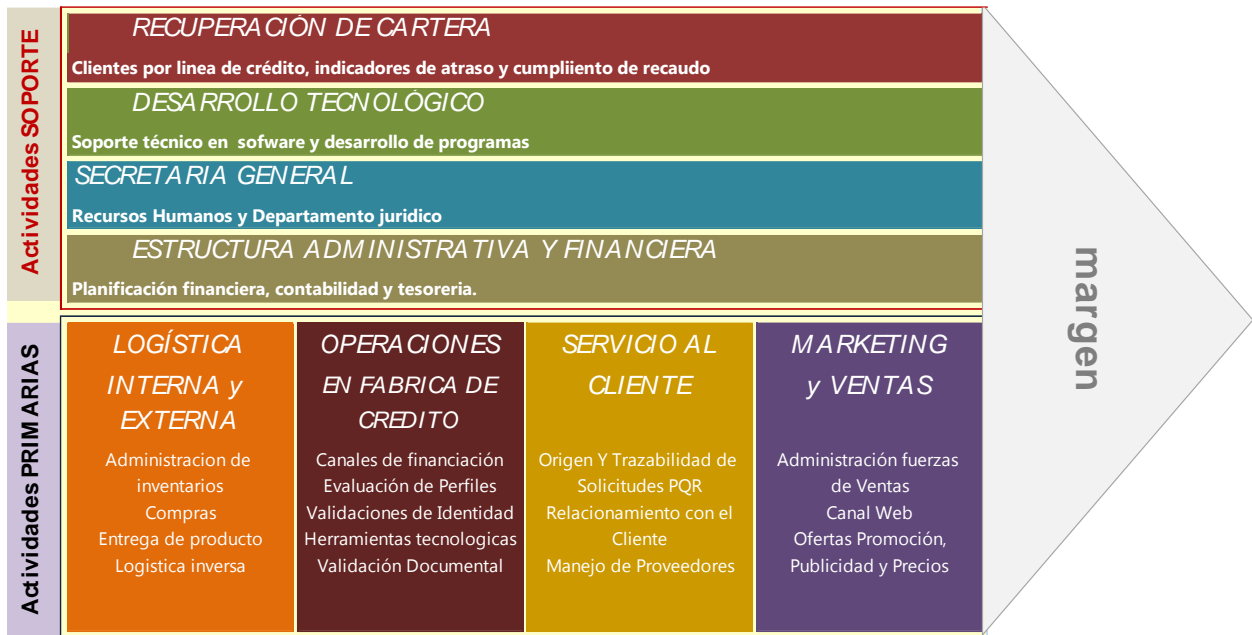 Actividades SOPORTE
RECUPERACIÓN DE CARTERA
Clientes por linea de crédito, indicadores de atraso y cumpliiento de recaudo
DESARROLLO TECNOLÓGICO
Soporte técnico en sofware y desarrollo de programas
SECRETARIA GENERAL
Recursos Humanos y Departamento juridico
ESTRUCTURA ADMINISTRATIVA Y FINANCIERA
Planificación financiera, contabilidad y tesoreria.
Actividades PRIMARIAS
LOGÍSTICA
INTERNA y
EXTERNA
Administracion de
inventarios
Compras
Entrega de producto
Logistica inversa
OPERACIONES
EN FABRICA DE
CREDITO
Canales de financiación
Evaluación de Perfiles
Validaciones de Identidad
Herramientas tecnologicas
Validación Documental
SERVICIO AL
CLIENTE
Origen Y Trazabilidad de
Solicitudes PQR
Relacionamiento con el
Cliente
Manejo de Proveedores
MARKETING
y VENTAS
Administración fuerzas
de Ventas
Canal Web
Ofertas Promoción,
Publicidad y Precios
margen